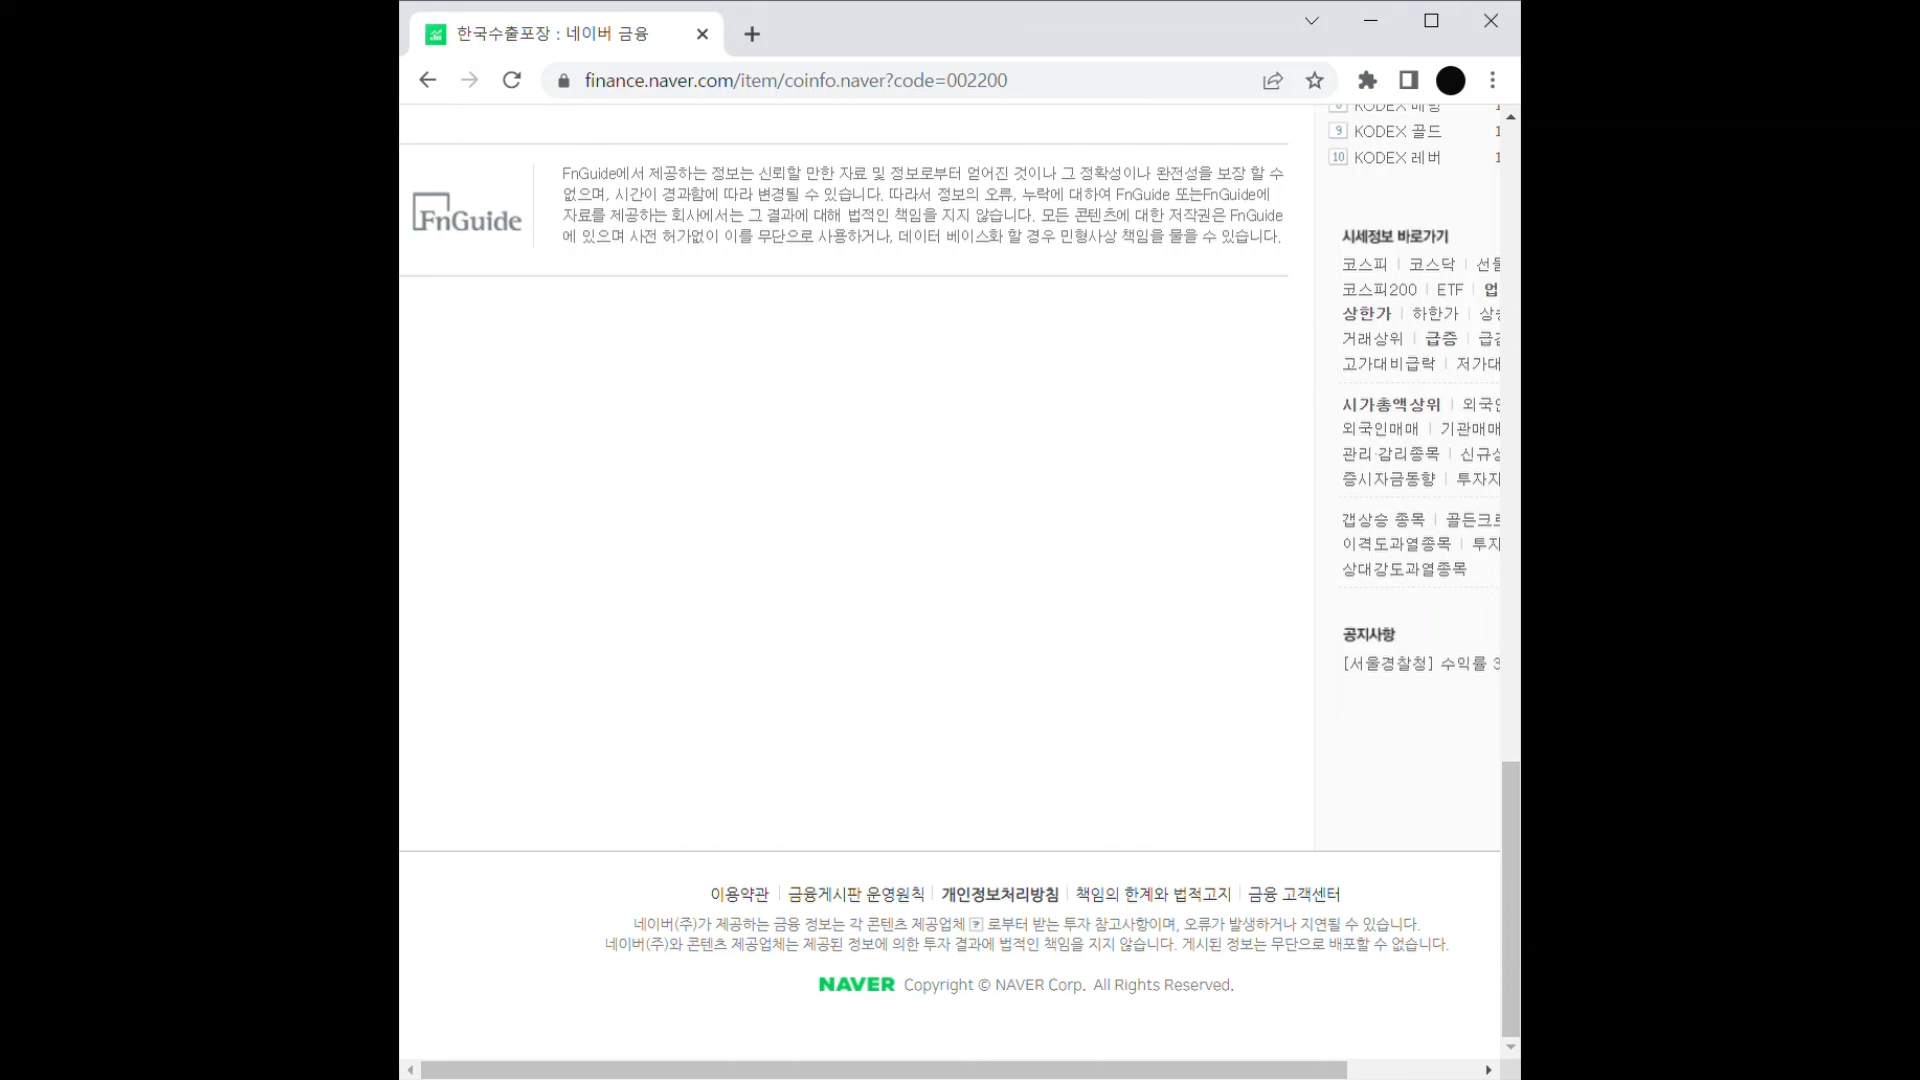 한국수출포장 : 네이버 금융
finance.naver.com/item/coinfo.naver?code=002200
FnGuide
FnGuide에서 제공하는 정보는 신뢰할 만한 자료 및 정보로부터 얻어진 것이나 그 정확성이나 완전성을 보장 할 수
없으며, 시간이 경과함에 따라 변경될 수 있습니다. 따라서 정보의 오류, 누락에 대하여 FnGuide 또는FnGuide에
자료를 제공하는 회사에서는 그 결과에 대해 법적인 책임을 지지 않습니다. 모든 콘텐츠에 대한 저작권은 FnGuide
에 있으며 사전 허가없이 이를 무단으로 사용하거나, 데이터 베이스화 할 경우 민형사상 책임을 물을 수 있습니다.
KODEX
9 KODEX 골드 1
10 KODEX 레버 1
시세정보 바로가기
코스피 | 코스닥 |
코스피200 | ETF | 업
상한가 | 하한가 |
거래상위 | 급증 |
고가대비급락 | 저가대
시가총액상위 | 외국
외국인매매 | 기관매매
관리·감리종목 | 신규
증시자금동향 | 투자
갭상승 종목 | 골든크
이격도과열종목 | 투자
상대강도과열종목
공지사항
[서울경찰청] 수익률 3
이용약관 | 금융게시판 운영원칙 | 개인정보처리방침 | 책임의 한계와 법적고지 | 금융 고객센터
네이버(주)가 제공하는 금융 정보는 각 콘텐츠 제공업체 ? 로부터 받는 투자 참고사항이며, 오류가 발생하거나 지연될 수 있습니다.
네이버(주)와 콘텐츠 제공업체는 제공된 정보에 의한 투자 결과에 법적인 책임을 지지 않습니다. 게시된 정보는 무단으로 배포할 수 없습니다.
NAVER Copyright © NAVER Corp. All Rights Reserved.